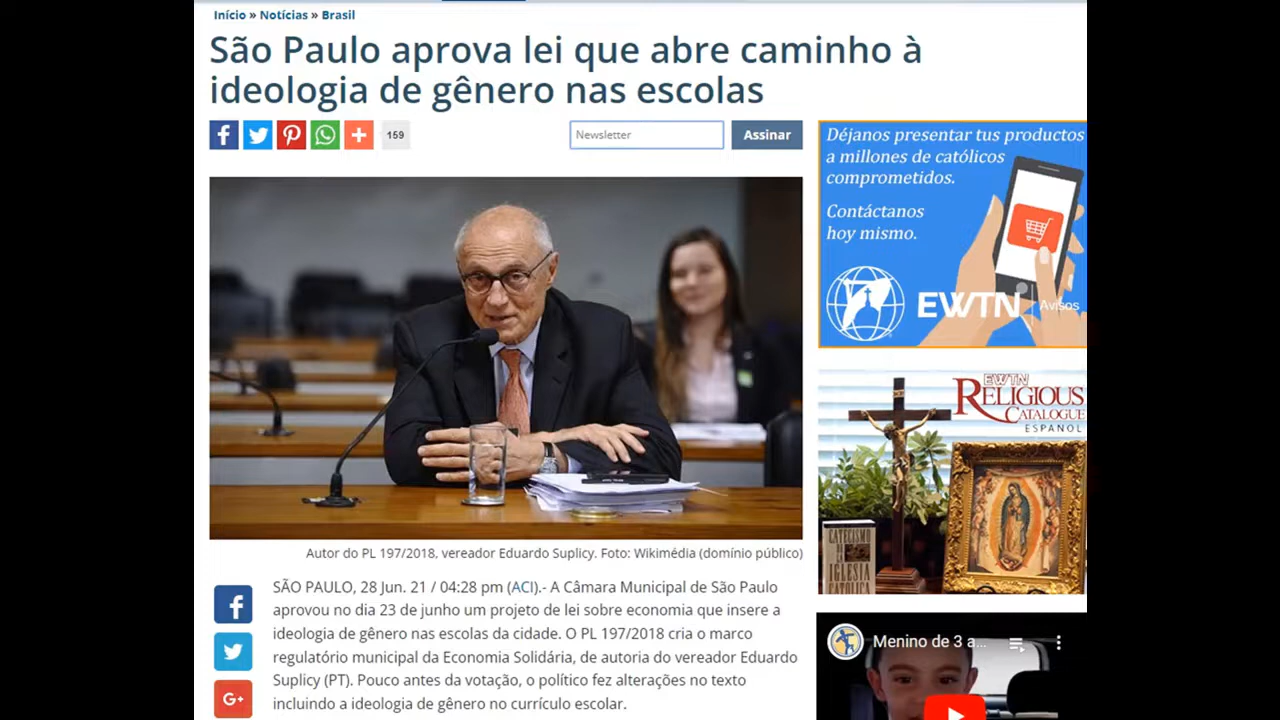 Início » Notícias » Brasil
São Paulo aprova lei que abre caminho à
ideologia de gênero nas escolas
159
Newsletter
Assinar
Autor do PL 197/2018, vereador Eduardo Suplicy. Foto: Wikimédia (domínio público)
SÃO PAULO, 28 Jun. 21 / 04:28 pm (ACI).- A Câmara Municipal de São Paulo
aprovou no dia 23 de junho um projeto de lei sobre economia que insere a
ideologia de gênero nas escolas da cidade. O PL 197/2018 cria o marco
regulatório municipal da Economia Solidária, de autoria do vereador Eduardo
Suplicy (PT). Pouco antes da votação, o político fez alterações no texto
incluindo a ideologia de gênero no currículo escolar.
Déjanos presentar tus productos
a millones de católicos
comprometidos.
Contáctanos
hoy mismo.
EWTN Avisos
EWTN
RELIGIOUS
CATALOGUE
ESPAÑOL
CATECISMO
IGLESIA
CATÓLICA
Menino de 3 a...